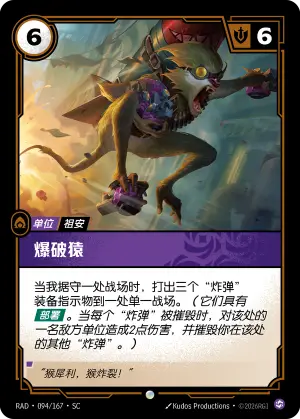 6
6
单位 祖安
爆破猿
当我据守一处战场时，打出三个“炸弹”
装备指示物到一处单一战场。（它们具有
部署。当每个“炸弹”被摧毁时，对该处的
一名敌方单位造成2点伤害，并摧毁你在该处
的其他“炸弹”。）
“猴犀利，猴炸裂！”
RAD • 094/167 • SC
Kudos Productions
©2026RGI